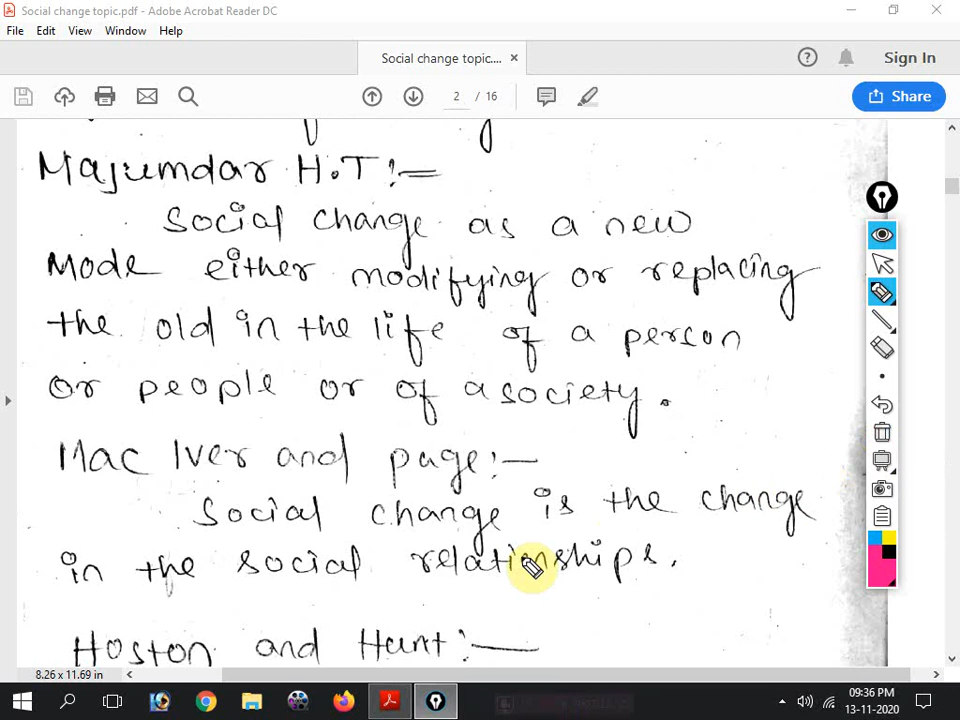 Social change topic.pdf - Adobe Acrobat Reader DC
File Edit View Window Help
Social change topic.... ×
Sign In
2 / 16
Share
Majumdar H.T :-
Social change as a new
Mode either modifying or replacing
the old in the life of a person
or people or of a society.
Mac Iver and page :-
Social change is the change
in the social relationships.
Hoston and Hunt :-
8.26 x 11.69 in
09:36 PM
13-11-2020